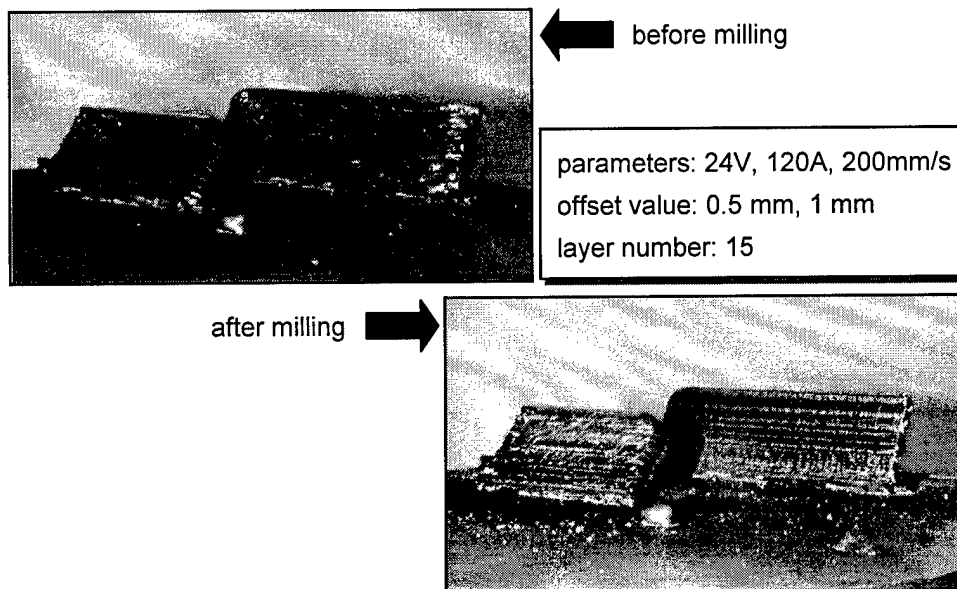 before milling
parameters: 24V, 120A, 200mm/s
offset value: 0.5 mm, 1 mm
layer number: 15
after milling